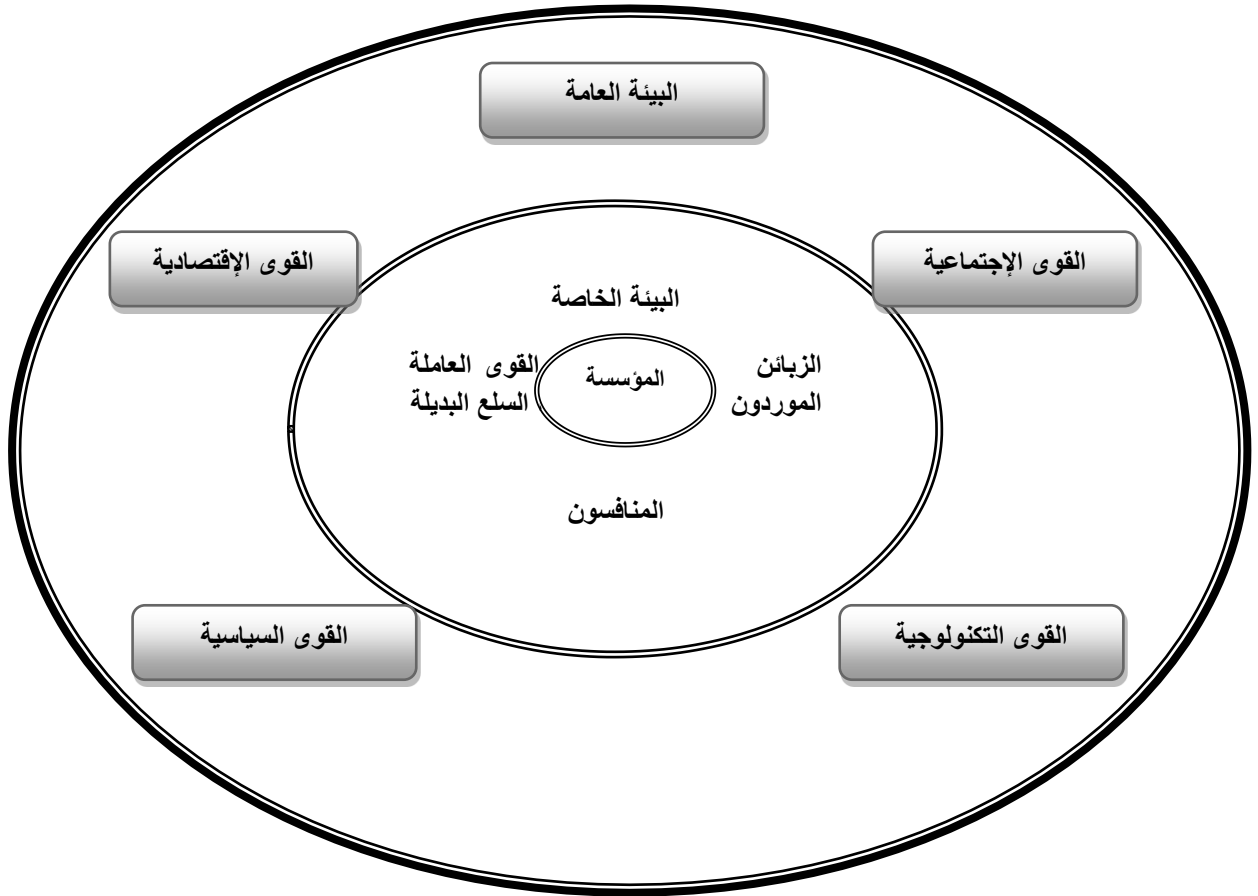 البيئة العامة
القوى الإجتماعية
القوى الإقتصادية
البيئة الخاصة
الزبائن
الموردون
المؤسسة
القوى العاملة
السلع البديلة
المنافسون
القوى التكنولوجية
القوى السياسية